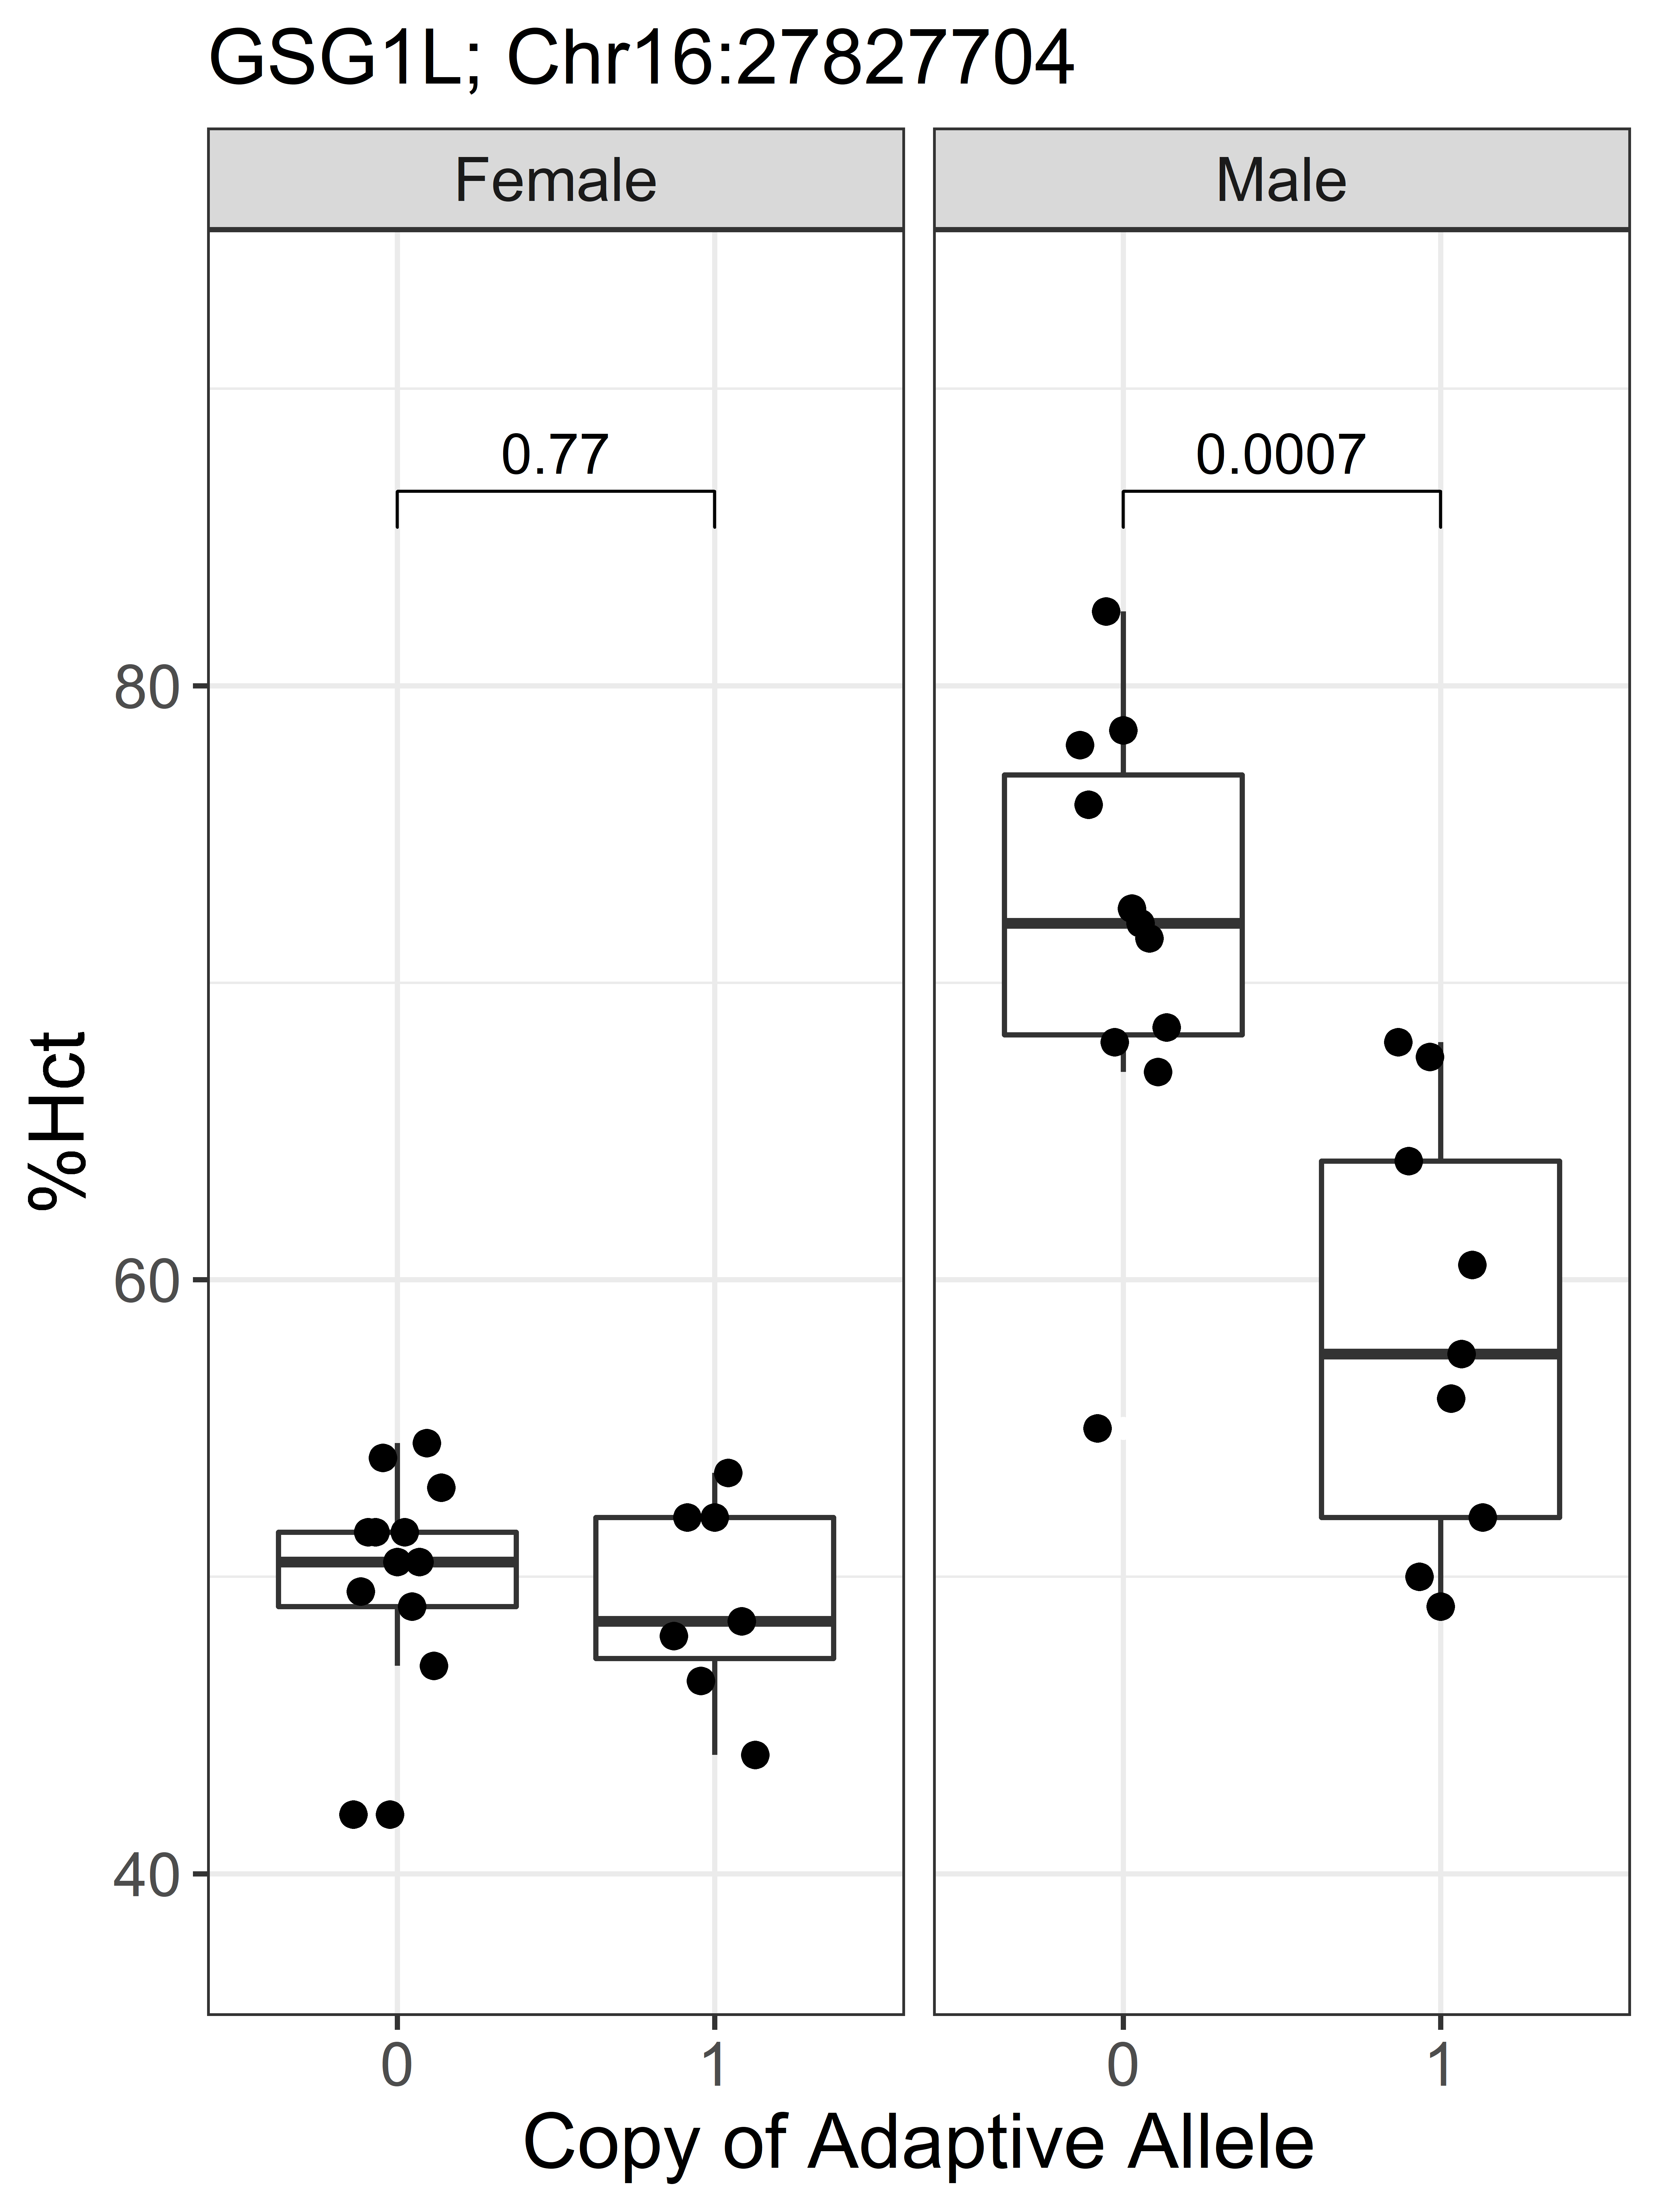 GSG1L; Chr16:27827704
Female
Male
0.77
0.0007
80
60
40
%Hct
0
1
0
1
Copy of Adaptive Allele